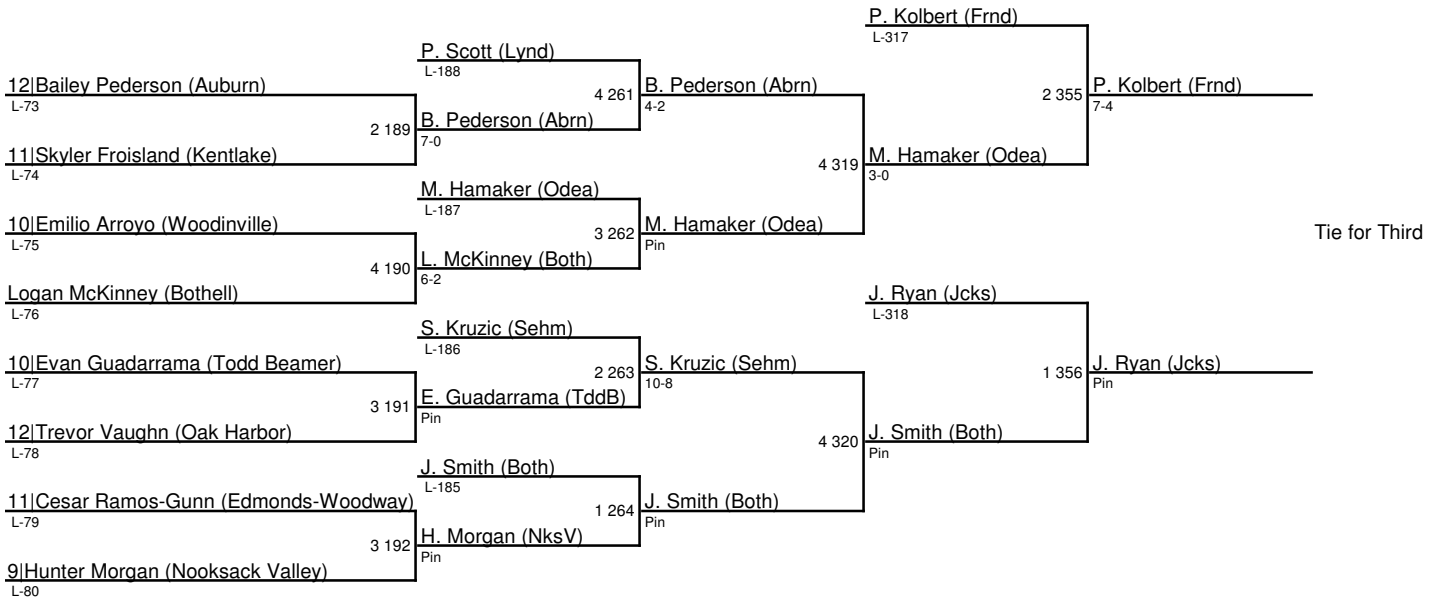 P. Kolbert (Frnd)
L-317
P. Scott (Lynd)
L-188
12|Bailey Pederson (Auburn)
L-73
4 261
B. Pederson (Abrn)
4-2
2 355
P. Kolbert (Frnd)
7-4
2 189
B. Pederson (Abrn)
7-0
11|Skyler Froisland (Kentlake)
L-74
4 319
M. Hamaker (Odea)
3-0
M. Hamaker (Odea)
L-187
10|Emilio Arroyo (Woodinville)
L-75
3 262
M. Hamaker (Odea)
Pin
Tie for Third
4 190
L. McKinney (Both)
6-2
Logan McKinney (Bothell)
L-76
J. Ryan (Jcks)
L-318
S. Kruzic (Sehm)
L-186
10|Evan Guadarrama (Todd Beamer)
L-77
2 263
S. Kruzic (Sehm)
10-8
1 356
J. Ryan (Jcks)
Pin
3 191
E. Guadarrama (TddB)
Pin
12|Trevor Vaughn (Oak Harbor)
L-78
4 320
J. Smith (Both)
Pin
J. Smith (Both)
L-185
11|Cesar Ramos-Gunn (Edmonds-Woodway)
L-79
1 264
J. Smith (Both)
Pin
3 192
H. Morgan (NksV)
Pin
9|Hunter Morgan (Nooksack Valley)
L-80